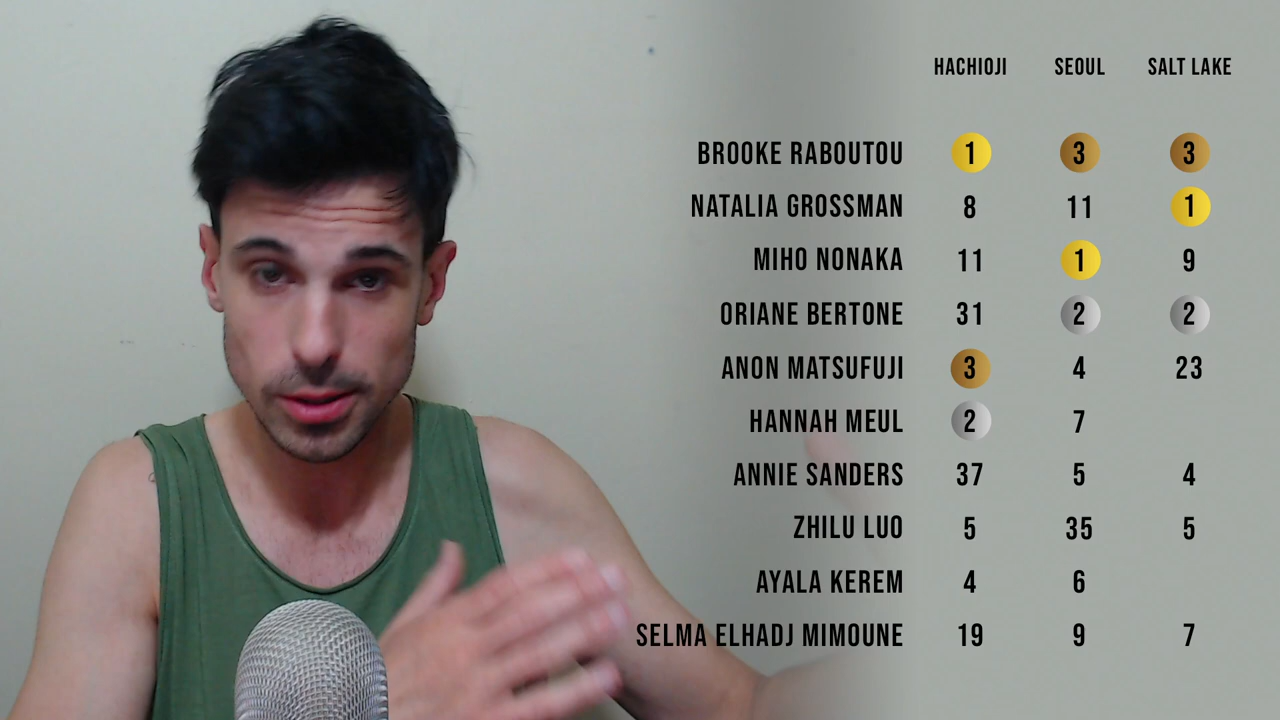 HACHIOJI SEOUL SALT LAKE
BROOKE RABOUTOU 1 3 3
NATALIA GROSSMAN 8 11 1
MIHO NONAKA 11 1 9
ORIANE BERTONE 31 2 2
ANON MATSUFUJI 3 4 23
HANNAH MEUL 2 7
ANNIE SANDERS 37 5 4
ZHILU LUO 5 35 5
AYALA KEREM 4 6
SELMA ELHADJ MIMOUNE 19 9 7